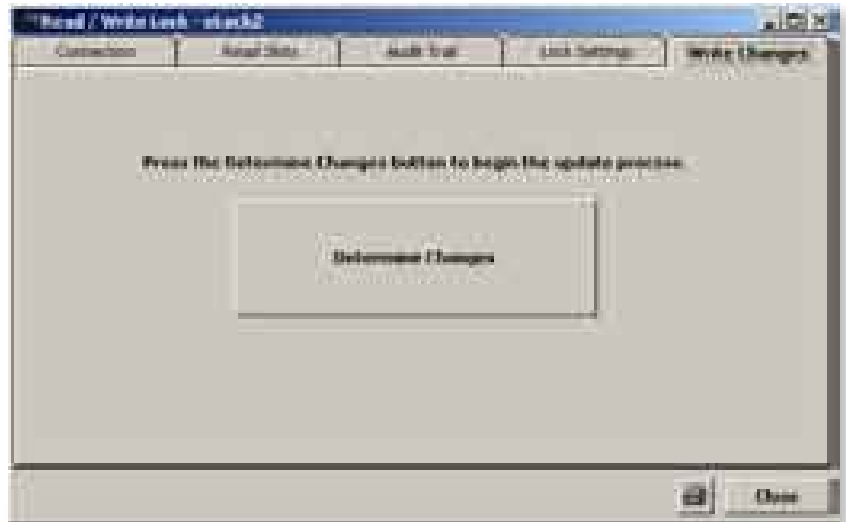 Read / Write Lock - stack2
Connection Read Slots Audit Trail Lock Settings Write Changes
Press the Determine Changes button to begin the update process.
Determine Changes
Close